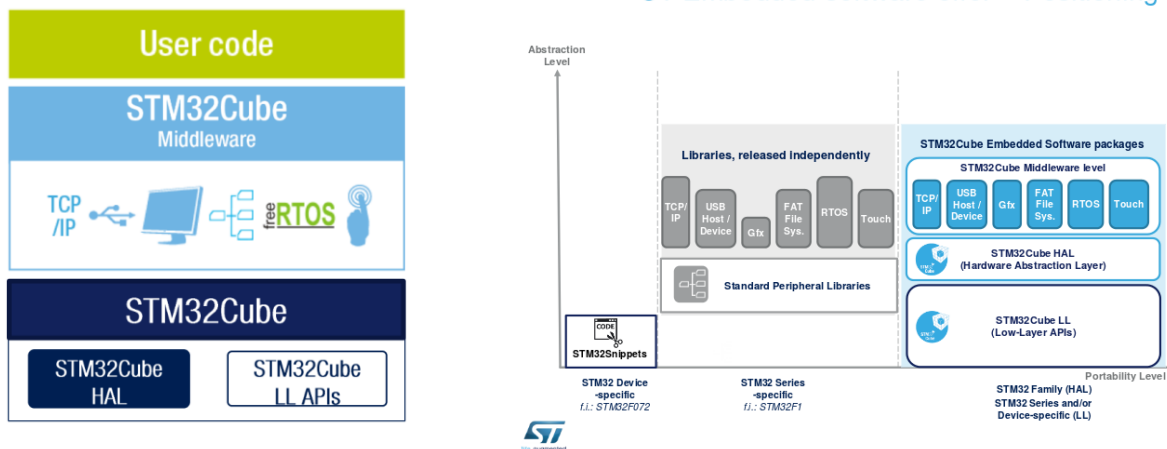 User code
STM32Cube
Middleware
TCP
/IP
free
RTOS
STM32Cube
STM32Cube
HAL
STM32Cube
LL APIs
Abstraction
Level
Libraries, released independently
TCP/
IP
USB
Host /
Device
Gfx
FAT
File
Sys.
RTOS
Touch
Standard Peripheral Libraries
CODE
STM32Snippets
STM32Cube Embedded Software packages
STM32Cube Middleware level
TCP/
IP
USB
Host /
Device
Gfx
FAT
File
Sys.
RTOS
Touch
STM32Cube HAL
(Hardware Abstraction Layer)
STM32Cube LL
(Low-Layer APIs)
Portability Level
STM32 Device
-specific
f.i.: STM32F072
STM32 Series
-specific
f.i.: STM32F1
STM32 Family (HAL)
STM32 Series and/or
Device-specific (LL)
ST